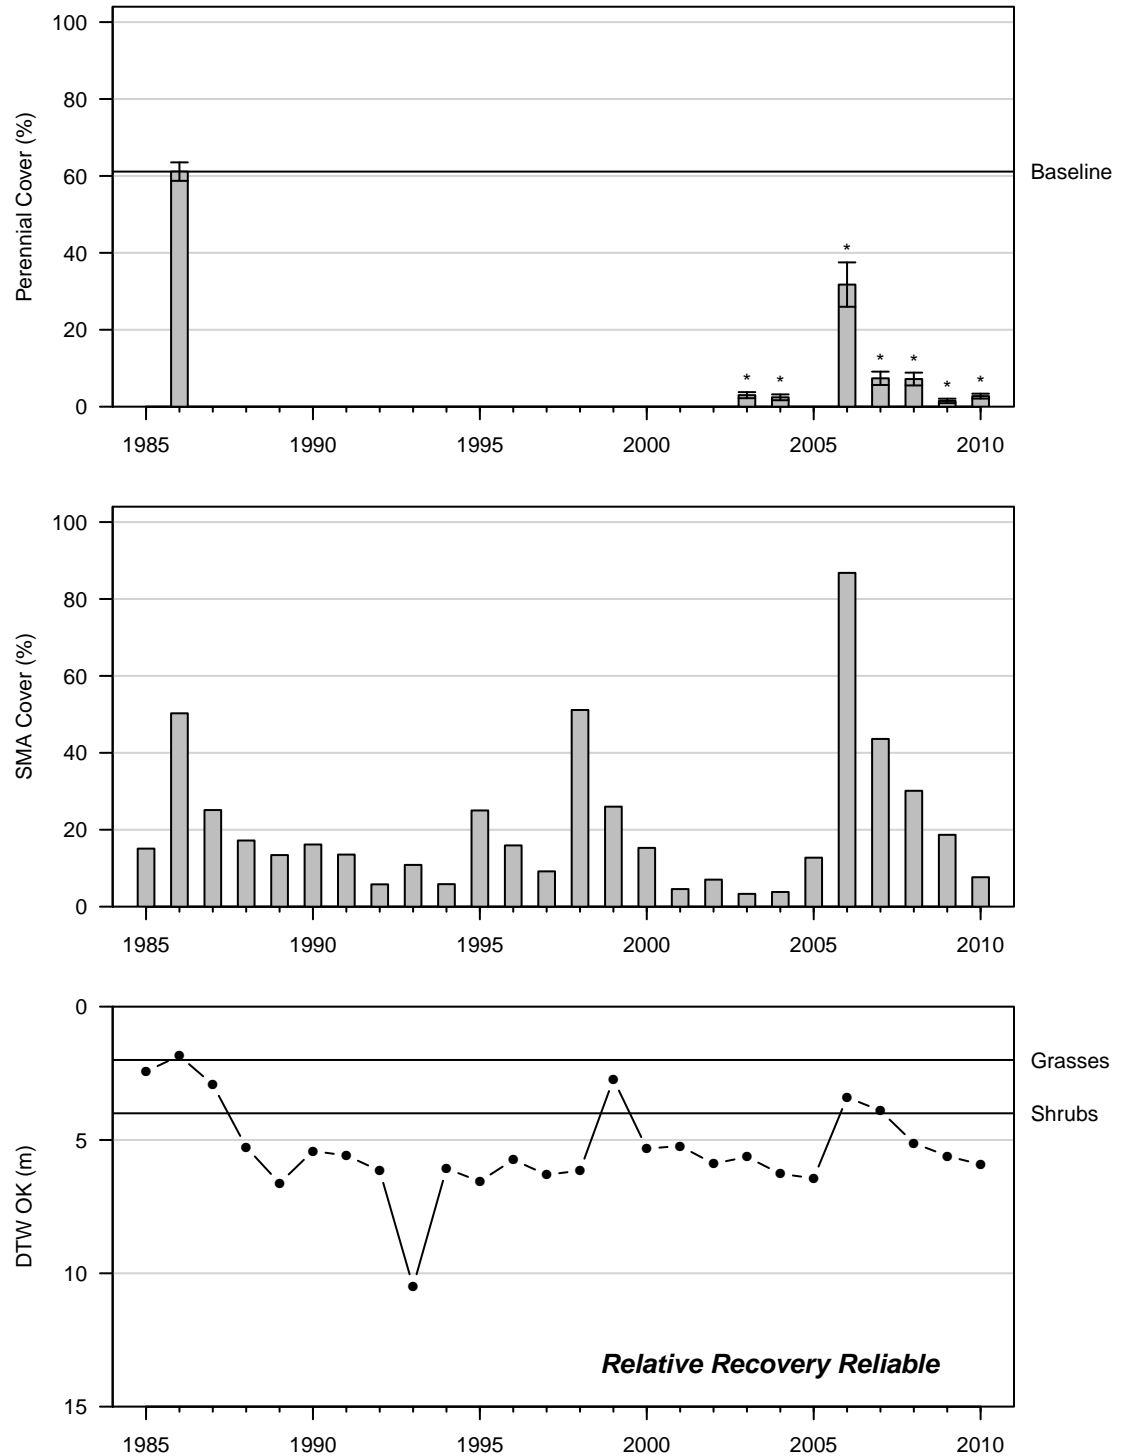 100
80
60
40
20
0
Perennial Cover (%)
Baseline
* * * * * * *
1985 1990 1995 2000 2005 2010
100
80
60
40
20
0
SMA Cover (%)
1985 1990 1995 2000 2005 2010
0
5
10
15
DTW OK (m)
Grasses
Shrubs
Relative Recovery Reliable
1985 1990 1995 2000 2005 2010